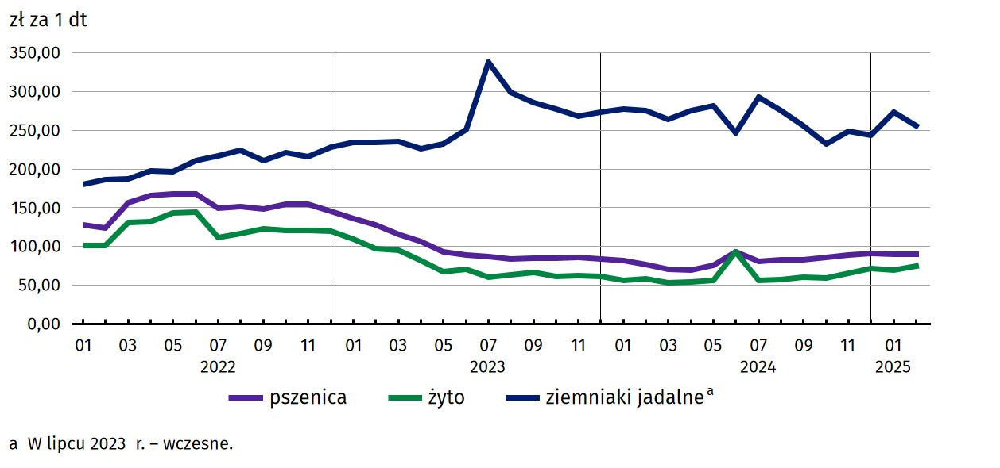 zł za 1 dt
350,00
300,00
250,00
200,00
150,00
100,00
50,00
0,00
01 03 05 07 09 11 01 03 05 07 09 11 01 03 05 07 09 11 01
2022 2023 2024 2025
pszenica żyto ziemniaki jadalne a
a W lipcu 2023 r. – wczesne.